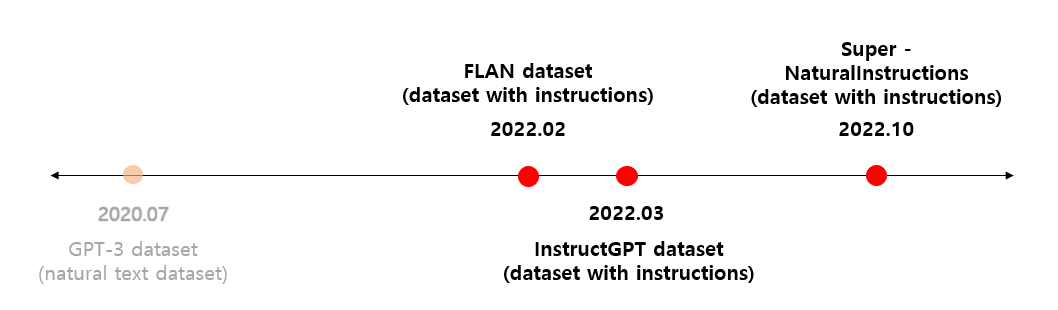 Super -
NaturalInstructions
(dataset with instructions)
2022.10
FLAN dataset
(dataset with instructions)
2022.02
2020.07
GPT-3 dataset
(natural text dataset)
2022.03
InstructGPT dataset
(dataset with instructions)